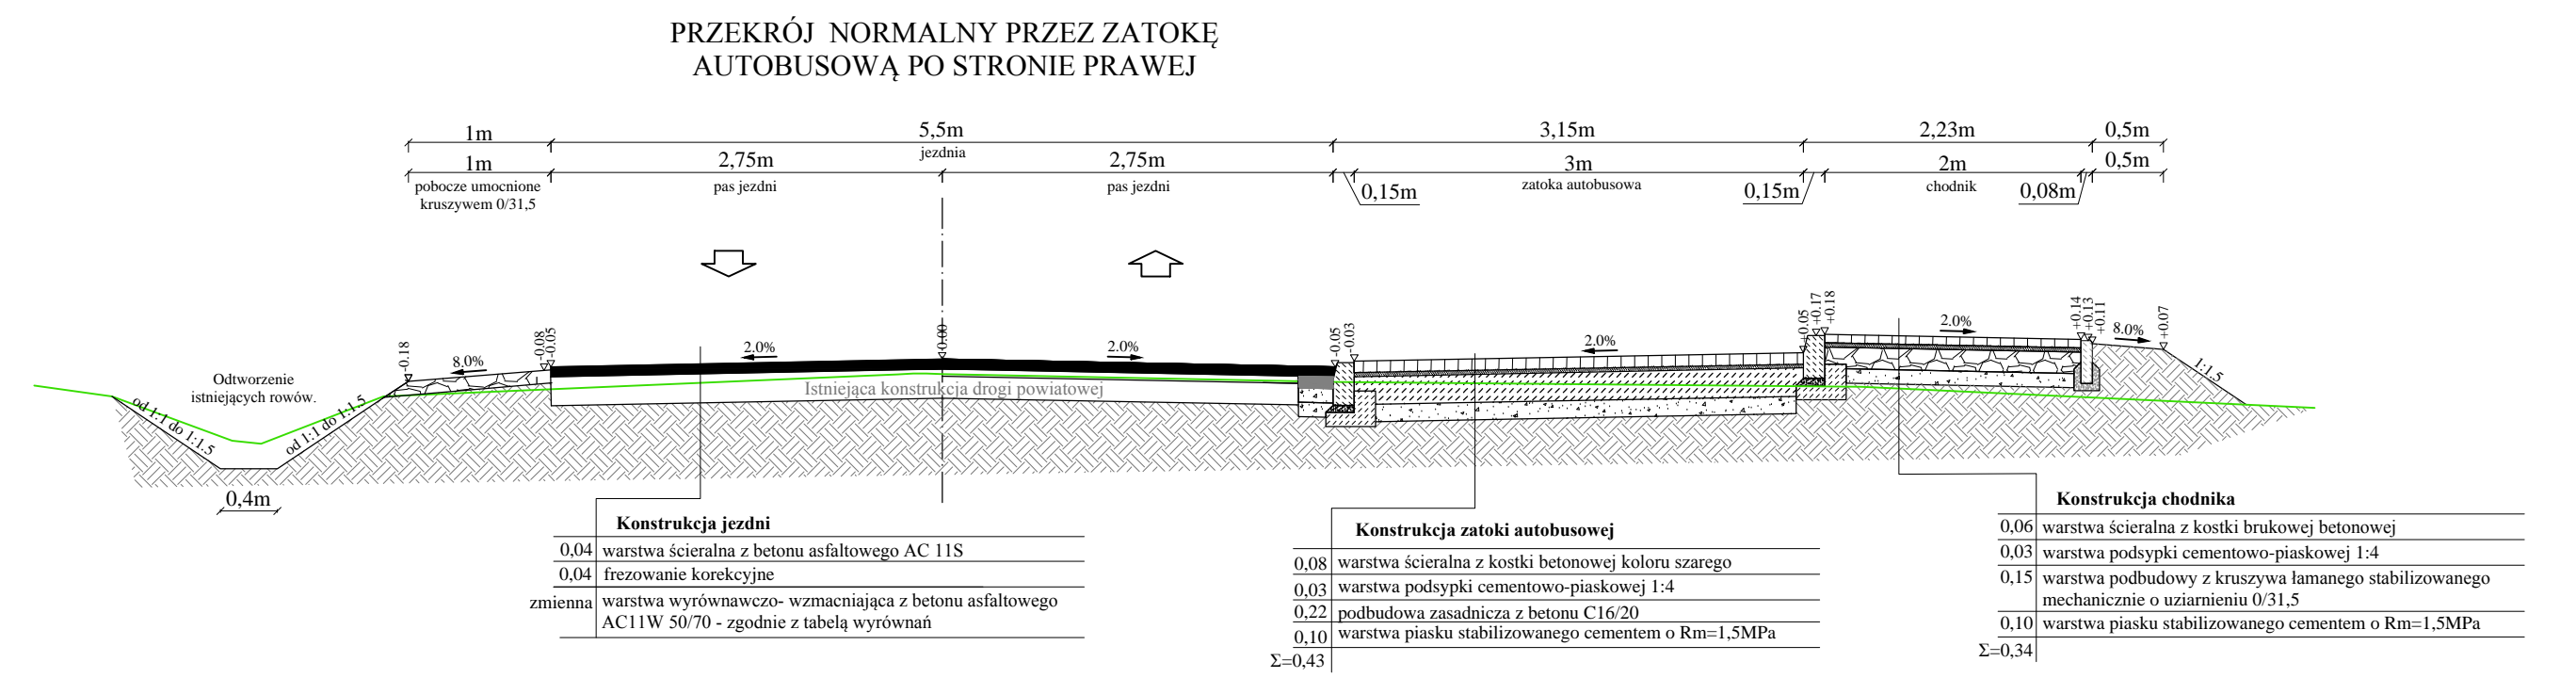 PRZEKRÓJ NORMALNY PRZEZ ZATOKĘ
AUTOBUSOWĄ PO STRONIE PRAWEJ
1m
5,5m
3,15m
2,23m
0,5m
jezdnia
1m
2,75m
2,75m
3m
2m
0,5m
pobocze umocnione
kruszywem 0/31,5
pas jezdni
pas jezdni
0,15m
zatoka autobusowa
0,15m
chodnik
0,08m
-0.18
8.0%
-0.08
-0.05
2.0%
0.00
2.0%
-0.05
-0.03
2.0%
+0.05
+0.17
+0.18
2.0%
+0.14
+0.13
+0.11
8.0%
+0.07
1:1.5
Odtworzenie
istniejących rowów.
od 1:1 do 1:1.5
od 1:1 do 1:1.5
Istniejąca konstrukcja drogi powiatowej
0,4m
Konstrukcja jezdni
0,04 warstwa ścieralna z betonu asfaltowego AC 11S
0,04 frezowanie korekcyjne
zmienna warstwa wyrównawczo- wzmacniająca z betonu asfaltowego
AC11W 50/70 - zgodnie z tabelą wyrównań
Konstrukcja zatoki autobusowej
0,08 warstwa ścieralna z kostki betonowej koloru szarego
0,03 warstwa podsypki cementowo-piaskowej 1:4
0,22 podbudowa zasadnicza z betonu C16/20
0,10 warstwa piasku stabilizowanego cementem o Rm=1,5MPa
Σ=0,43
Konstrukcja chodnika
0,06 warstwa ścieralna z kostki brukowej betonowej
0,03 warstwa podsypki cementowo-piaskowej 1:4
0,15 warstwa podbudowy z kruszywa łamanego stabilizowanego
mechanicznie o uziarnieniu 0/31,5
0,10 warstwa piasku stabilizowanego cementem o Rm=1,5MPa
Σ=0,34